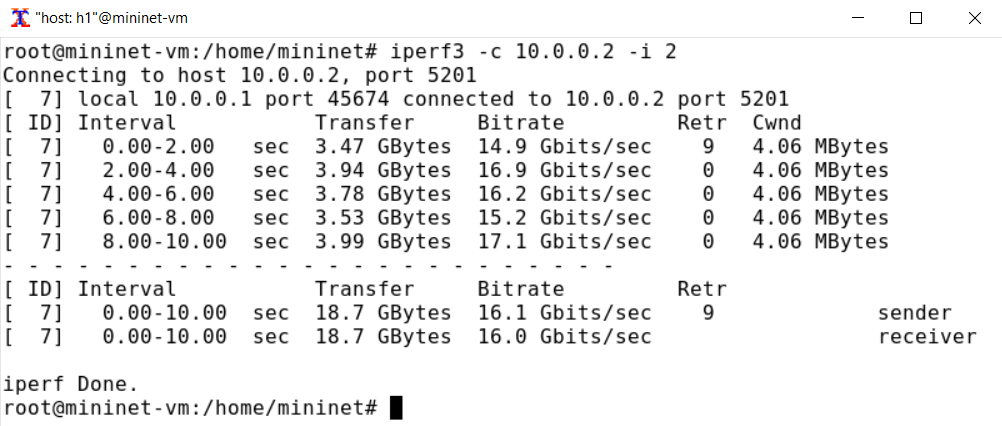 "host: h1"@mininet-vm
root@mininet-vm:/home/mininet# iperf3 -c 10.0.0.2 -i 2
Connecting to host 10.0.0.2, port 5201
[  7] local 10.0.0.1 port 45674 connected to 10.0.0.2 port 5201
[ ID] Interval           Transfer     Bitrate         Retr  Cwnd
[  7]   0.00-2.00   sec  3.47 GBytes  14.9 Gbits/sec    9   4.06 MBytes
[  7]   2.00-4.00   sec  3.94 GBytes  16.9 Gbits/sec    0   4.06 MBytes
[  7]   4.00-6.00   sec  3.78 GBytes  16.2 Gbits/sec    0   4.06 MBytes
[  7]   6.00-8.00   sec  3.53 GBytes  15.2 Gbits/sec    0   4.06 MBytes
[  7]   8.00-10.00  sec  3.99 GBytes  17.1 Gbits/sec    0   4.06 MBytes
- - - - - - - - - - - - - - - - - - - - - - - - -
[ ID] Interval           Transfer     Bitrate         Retr
[  7]   0.00-10.00  sec  18.7 GBytes  16.1 Gbits/sec    9             sender
[  7]   0.00-10.00  sec  18.7 GBytes  16.0 Gbits/sec                  receiver
iperf Done.
root@mininet-vm:/home/mininet#